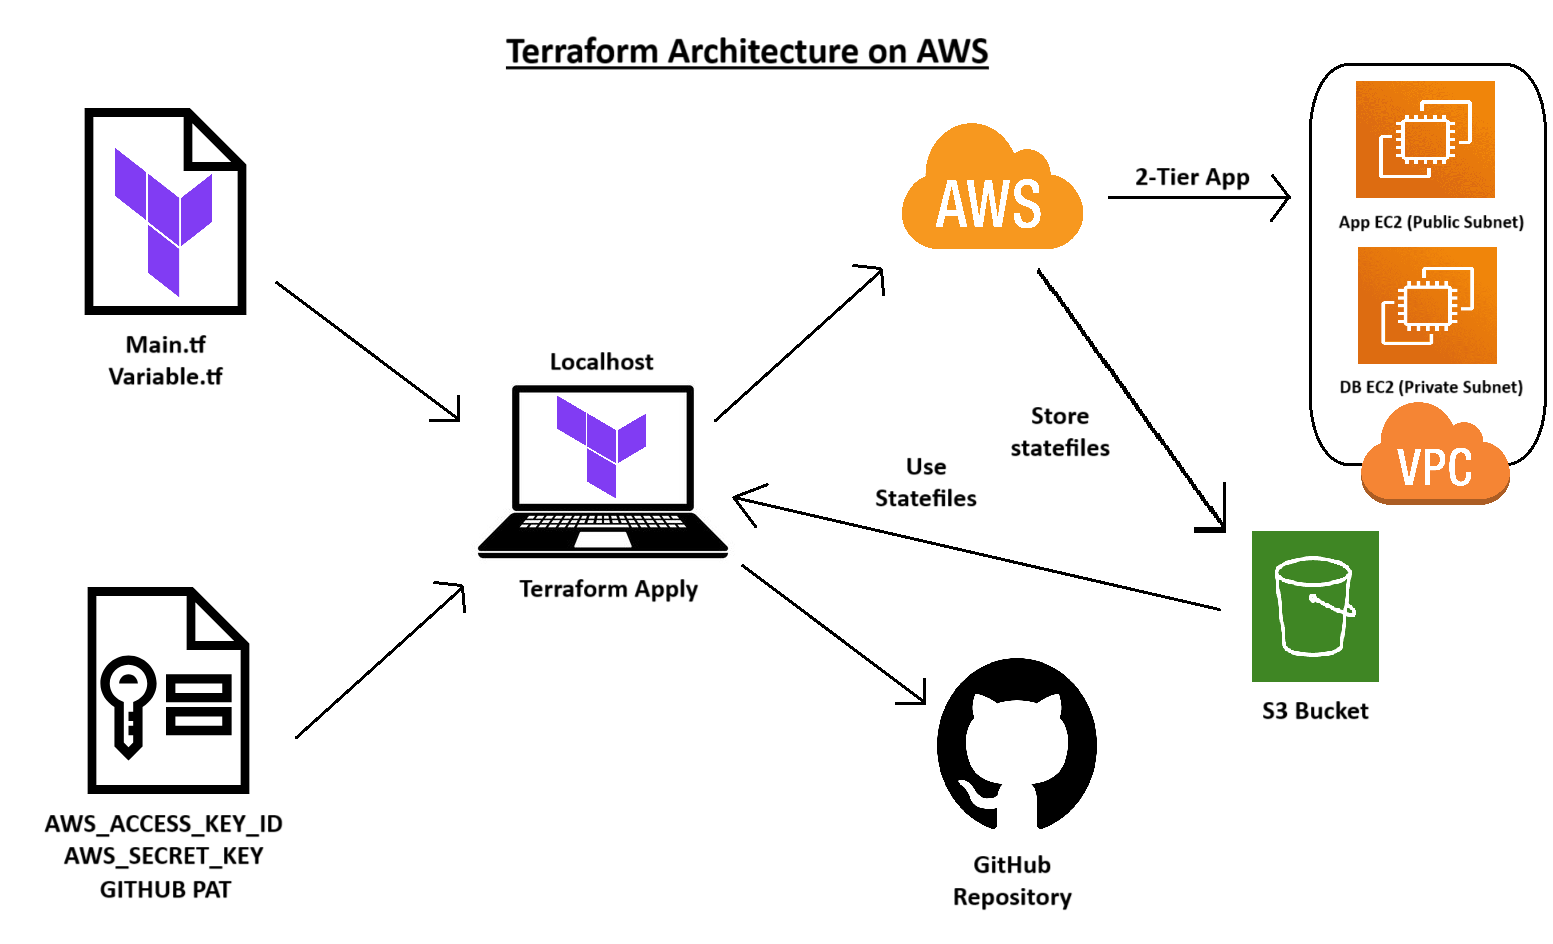 Terraform Architecture on AWS
Main.tf
Variable.tf
AWS_ACCESS_KEY_ID
AWS_SECRET_KEY
GITHUB PAT
Localhost
Terraform Apply
AWS
2-Tier App
App EC2 (Public Subnet)
DB EC2 (Private Subnet)
VPC
Store
statefiles
Use
Statefiles
S3 Bucket
GitHub
Repository